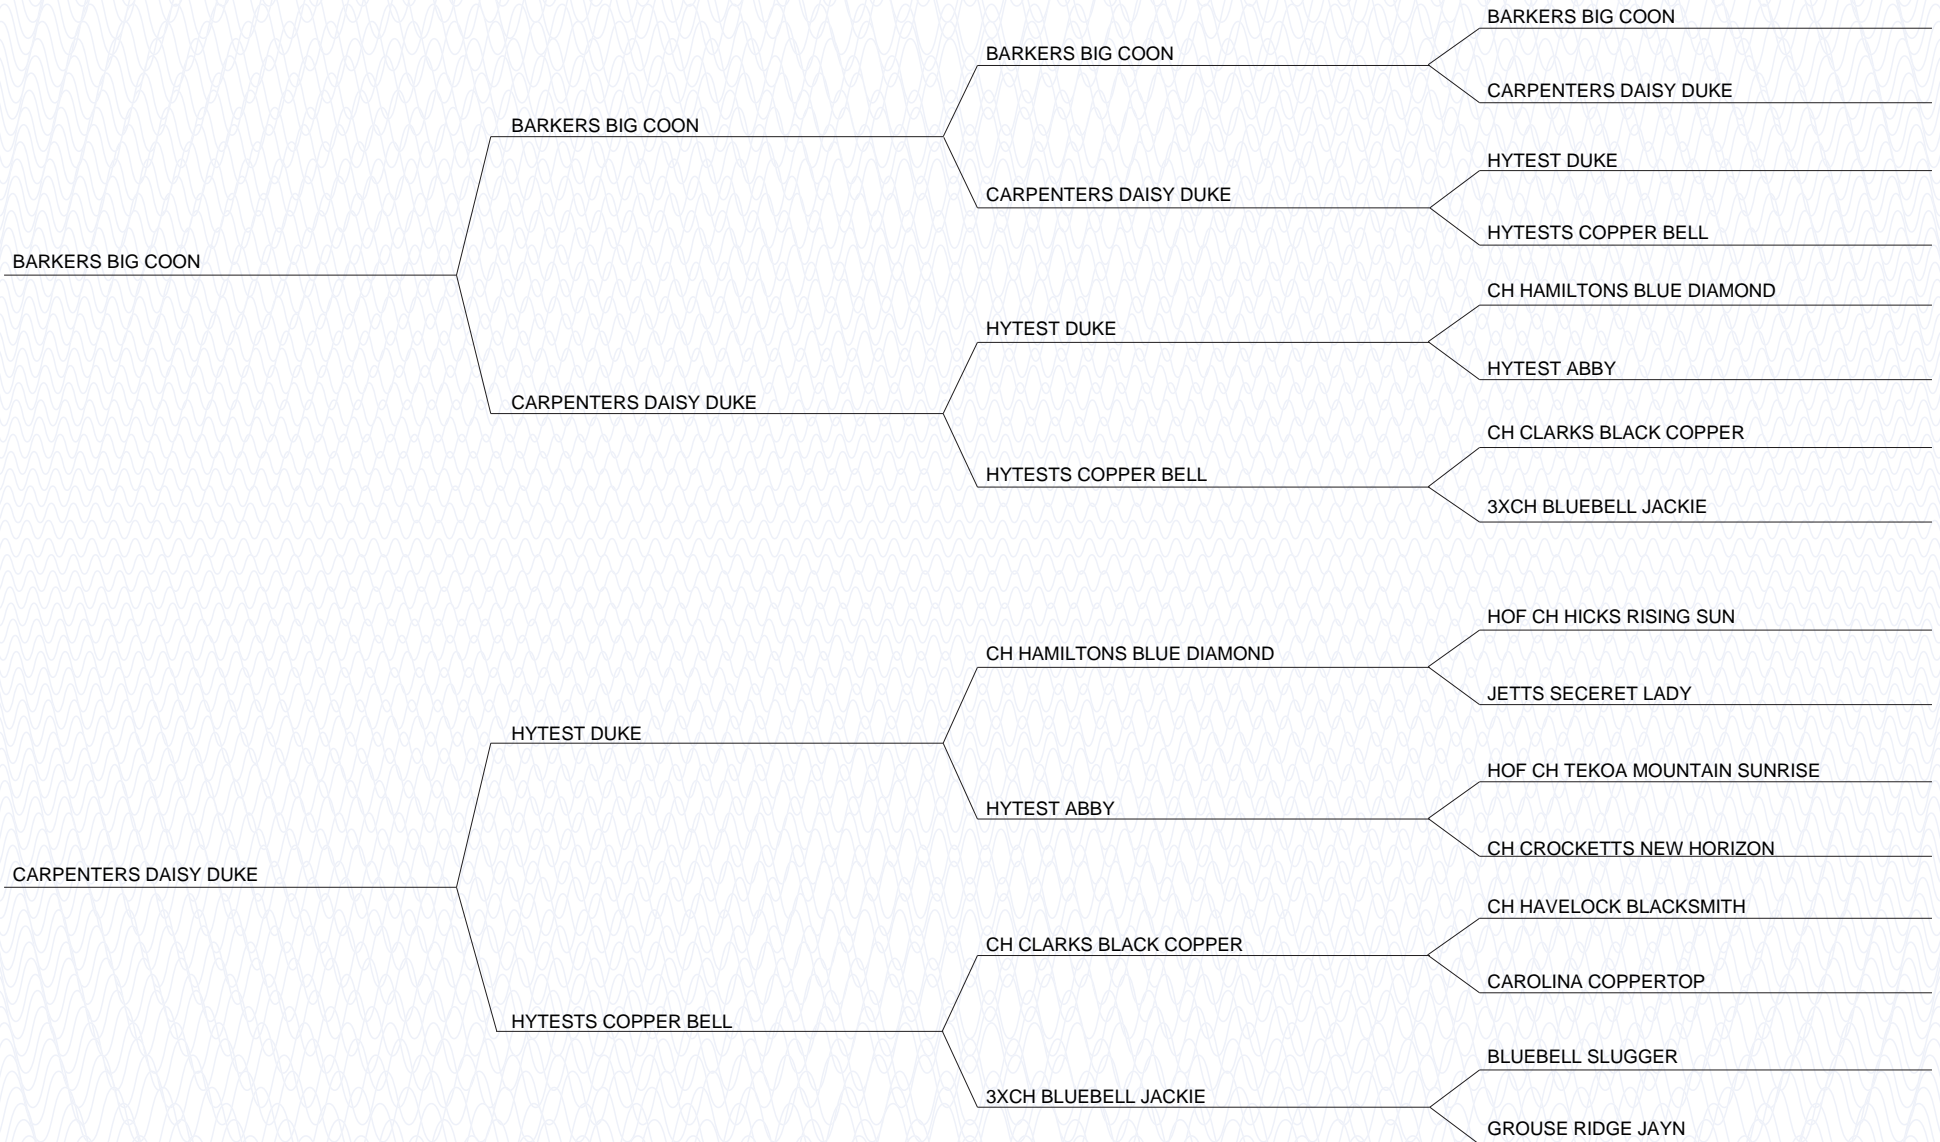 BARKERS BIG COON
BARKERS BIG COON
CARPENTERS DAISY DUKE
BARKERS BIG COON
HYTEST DUKE
CARPENTERS DAISY DUKE
HYTESTS COPPER BELL
BARKERS BIG COON
CH HAMILTONS BLUE DIAMOND
HYTEST DUKE
HYTEST ABBY
CARPENTERS DAISY DUKE
CH CLARKS BLACK COPPER
HYTESTS COPPER BELL
3XCH BLUEBELL JACKIE
HOF CH HICKS RISING SUN
CH HAMILTONS BLUE DIAMOND
JETTS SECERET LADY
HYTEST DUKE
HOF CH TEKOA MOUNTAIN SUNRISE
HYTEST ABBY
CH CROCKETTS NEW HORIZON
CARPENTERS DAISY DUKE
CH HAVELOCK BLACKSMITH
CH CLARKS BLACK COPPER
CAROLINA COPPERTOP
HYTESTS COPPER BELL
BLUEBELL SLUGGER
3XCH BLUEBELL JACKIE
GROUSE RIDGE JAYN